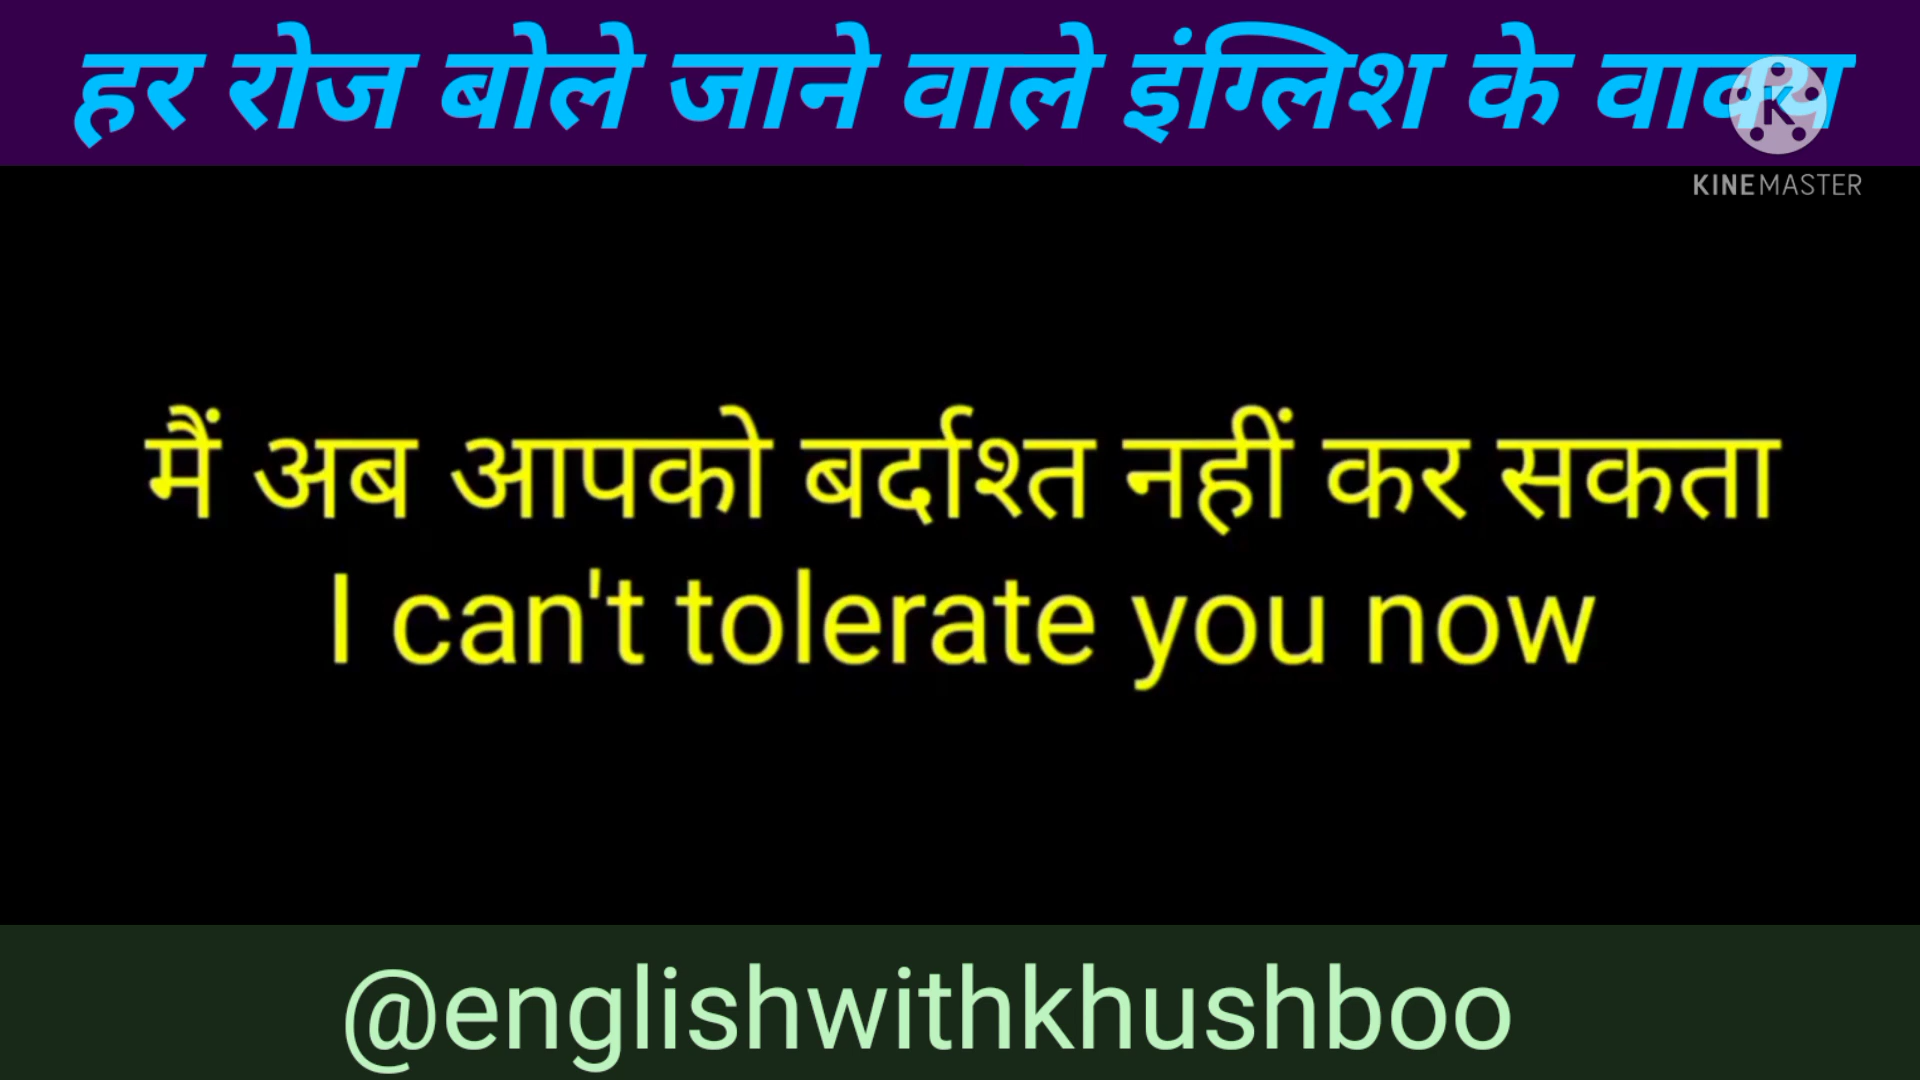 हर रोज बोले जाने वाले इंग्लिश के वाक्य
KINEMASTER
मैं अब आपको बर्दाश्त नहीं कर सकता
I can't tolerate you now
@englishwithkhushboo